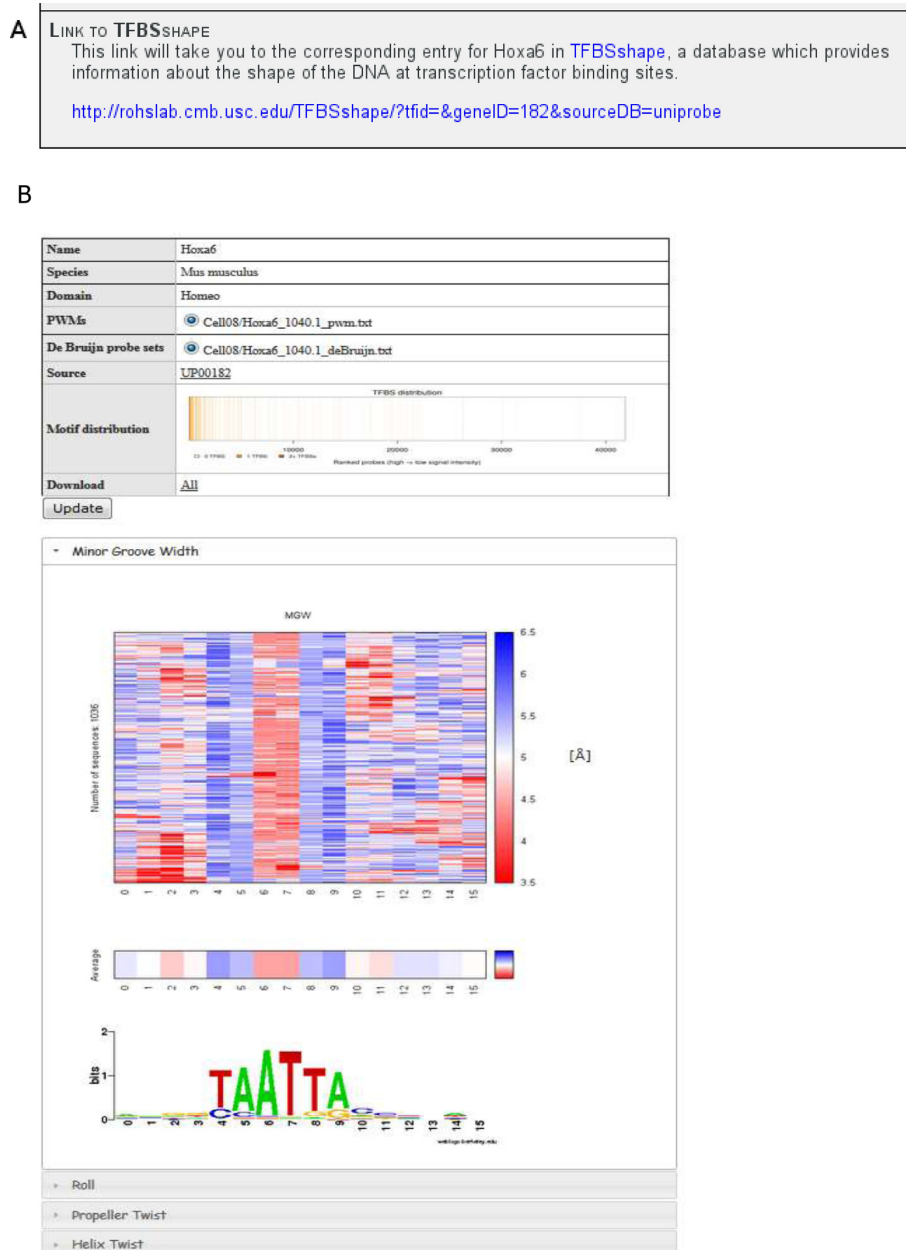 A
LINK TO TFBSSHAPE
This link will take you to the corresponding entry for Hoxa6 in TFBSshape, a database which provides
information about the shape of the DNA at transcription factor binding sites.
http://rohslab.cmb.usc.edu/TFBSshape/?tfid=&geneID=182&sourceDB=uniprobe
B
Name Hoxa6
Species Mus musculus
Domain Homeo
PWMs Cell08/Hoxa6_1040.1_pwm.txt
De Bruijn probe sets Cell08/Hoxa6_1040.1_deBruijn.txt
Source UP00182
Motif distribution
TFBS distribution
10000 20000 30000 40000
0 TFBS 1 TFBS 2+ TFBSs
Ranked probes (high -> low signal intensity)
Download All
Update
Minor Groove Width
MGW
Number of sequences: 1036
6.5
6
5.5
5
4.5
4
3.5
[Å]
0 1 2 3 4 5 6 7 8 9 10 11 12 13 14 15
Average
0 1 2 3 4 5 6 7 8 9 10 11 12 13 14 15
2
1
0
bits
TAATTA
CC GGCC
0 1 2 3 4 5 6 7 8 9 10 11 12 13 14 15
weblogo.berkeley.edu
Roll
Propeller Twist
Helix Twist